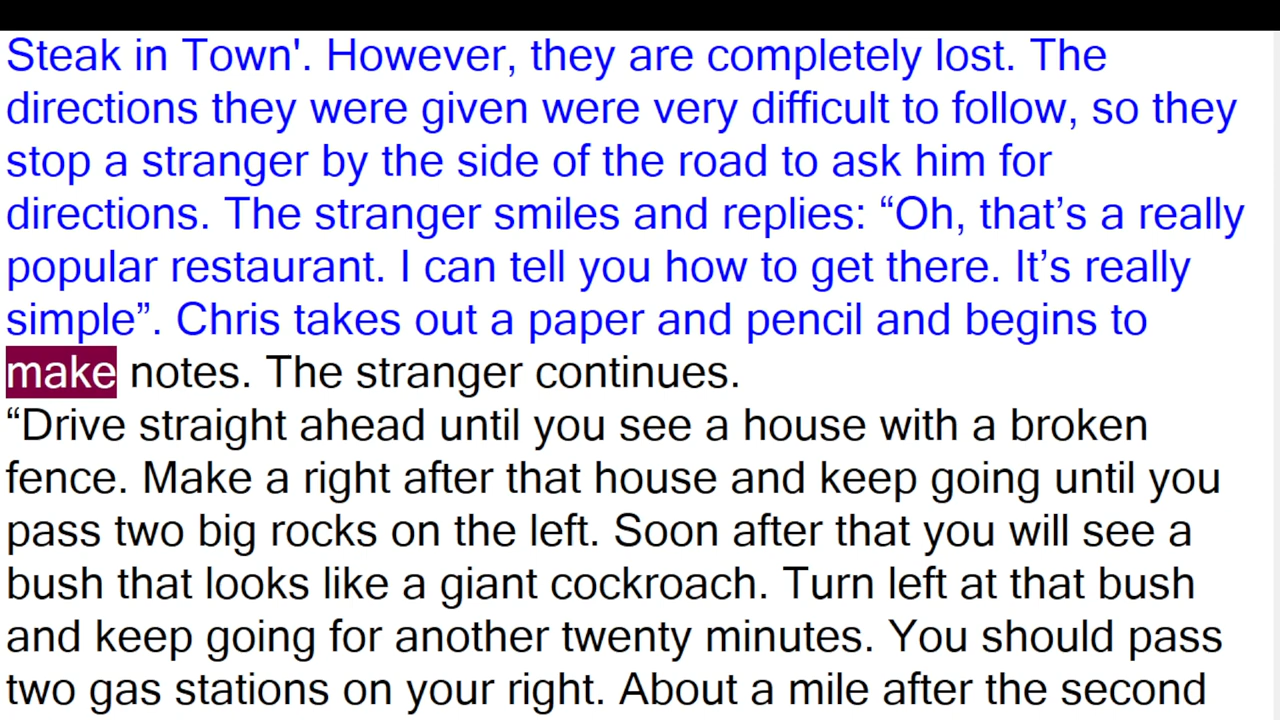 Steak in Town'. However, they are completely lost. The
directions they were given were very difficult to follow, so they
stop a stranger by the side of the road to ask him for
directions. The stranger smiles and replies: “Oh, that’s a really
popular restaurant. I can tell you how to get there. It’s really
simple”. Chris takes out a paper and pencil and begins to
make notes. The stranger continues.
“Drive straight ahead until you see a house with a broken
fence. Make a right after that house and keep going until you
pass two big rocks on the left. Soon after that you will see a
bush that looks like a giant cockroach. Turn left at that bush
and keep going for another twenty minutes. You should pass
two gas stations on your right. About a mile after the second